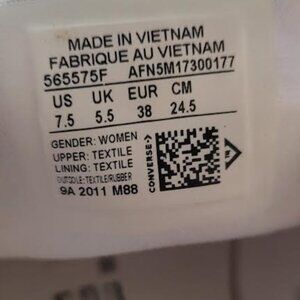 MADE IN VIETNAM
FABRIQUE AU VIETNAM
565575F AFN5M17300177
US UK EUR CM
7.5 5.5 38 24.5
GENDER: WOMEN
UPPER: TEXTILE
LINING: TEXTILE
OUTSOLE: TEXTILE/RUBBER
9A 2011 M88
CONVERSE